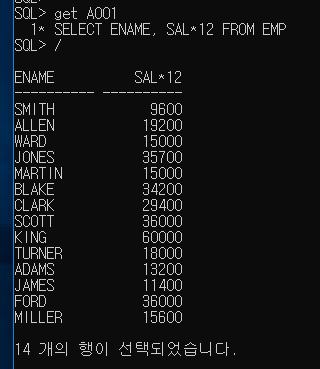 SQL> get A001
  1* SELECT ENAME, SAL*12 FROM EMP
SQL> /
ENAME          SAL*12
---------- ----------
SMITH            9600
ALLEN           19200
WARD            15000
JONES           35700
MARTIN          15000
BLAKE           34200
CLARK           29400
SCOTT           36000
KING            60000
TURNER          18000
ADAMS           13200
JAMES           11400
FORD            36000
MILLER          15600
14 개의 행이 선택되었습니다.